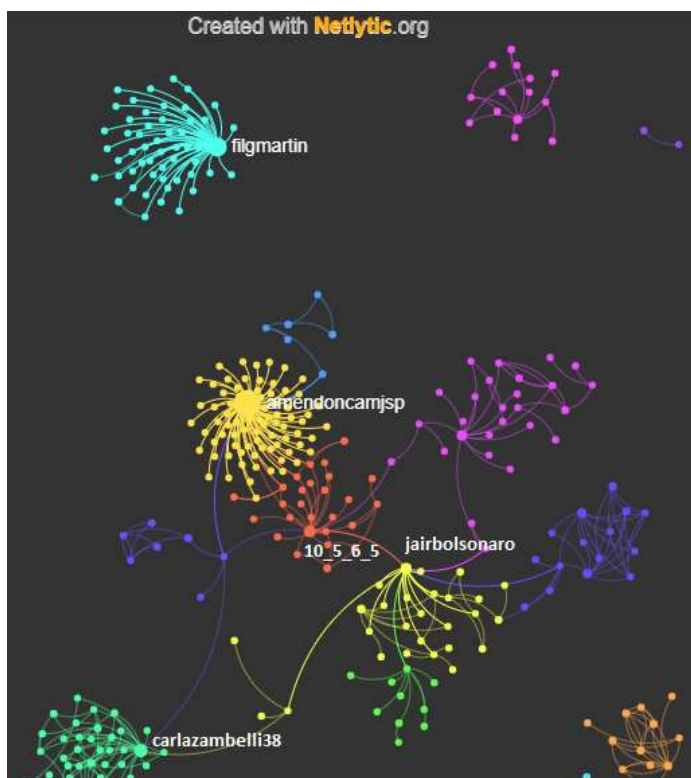 Created with Netlytic.org
filgmartin
amendoncamjsp
jairbolsonaro
10_5_6_5
carlazambelli38